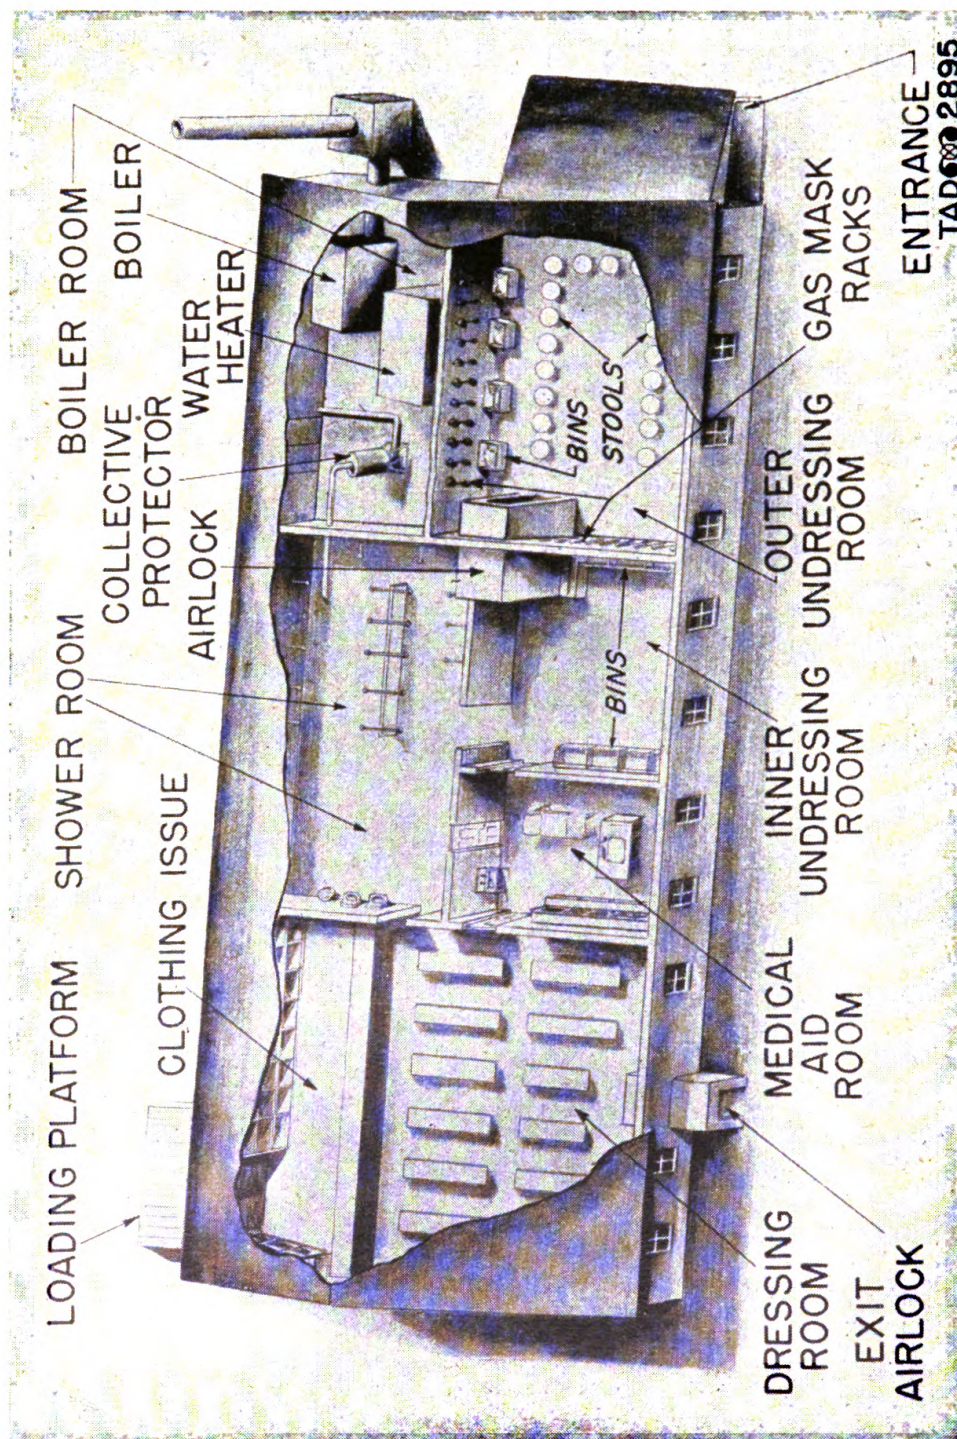 LOADING PLATFORM
SHOWER ROOM
COLLECTIVE
PROTECTOR
BOILER ROOM
CLOTHING ISSUE
AIRLOCK
WATER
HEATER
BOILER
BINS
STOOLS
BINS
DRESSING
ROOM
EXIT
AIRLOCK
MEDICAL
AID
ROOM
INNER
UNDRESSING
ROOM
OUTER
UNDRESSING
ROOM
GAS MASK
RACKS
ENTRANCE
2895